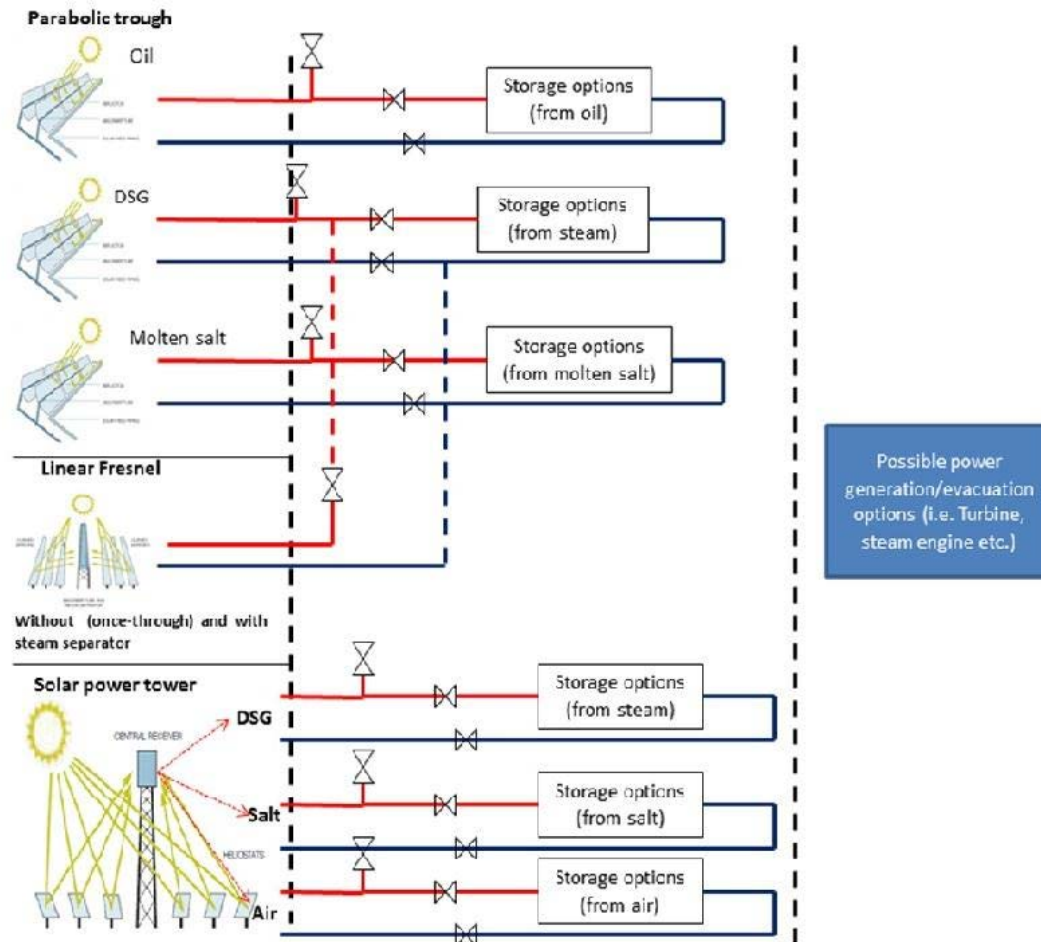 Parabolic trough
Oil
Storage options
(from oil)
DSG
Storage options
(from steam)
Molten salt
Storage options
(from molten salt)
Linear Fresnel
Possible power
generation/evacuation
options (i.e. Turbine,
steam engine etc.)
Without (once-through) and with
steam separator
Solar power tower
DSG
Storage options
(from steam)
CENTRAL RECEIVER
Salt
Storage options
(from salt)
HELIOSTATS
Air
Storage options
(from air)